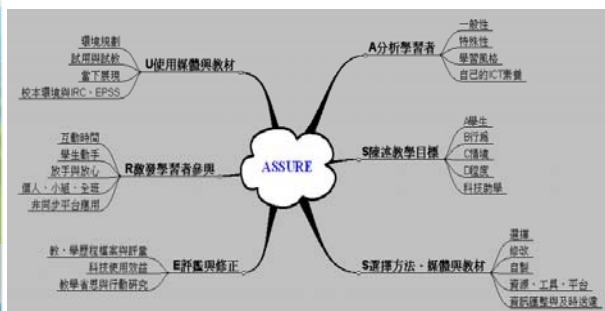 ASSURE
A分析學習者
一般性
特殊性
學習風格
自己的ICT素養
S陳述教學目標
A學生
B行為
C情境
D程度
科技助學
S選擇方法、媒體與教材
選擇
修改
自製
資源、工具、平台
資訊匯整與及時送達
U使用媒體與教材
環境規劃
試用與試教
當下展現
校本環境與IRC、EPSS
R激發學習者參與
互動時間
學生動手
放手與放心
個人、小組、全班
非同步平台應用
E評鑑與修正
教、學歷程檔案與評量
科技使用效益
教學省思與行動研究